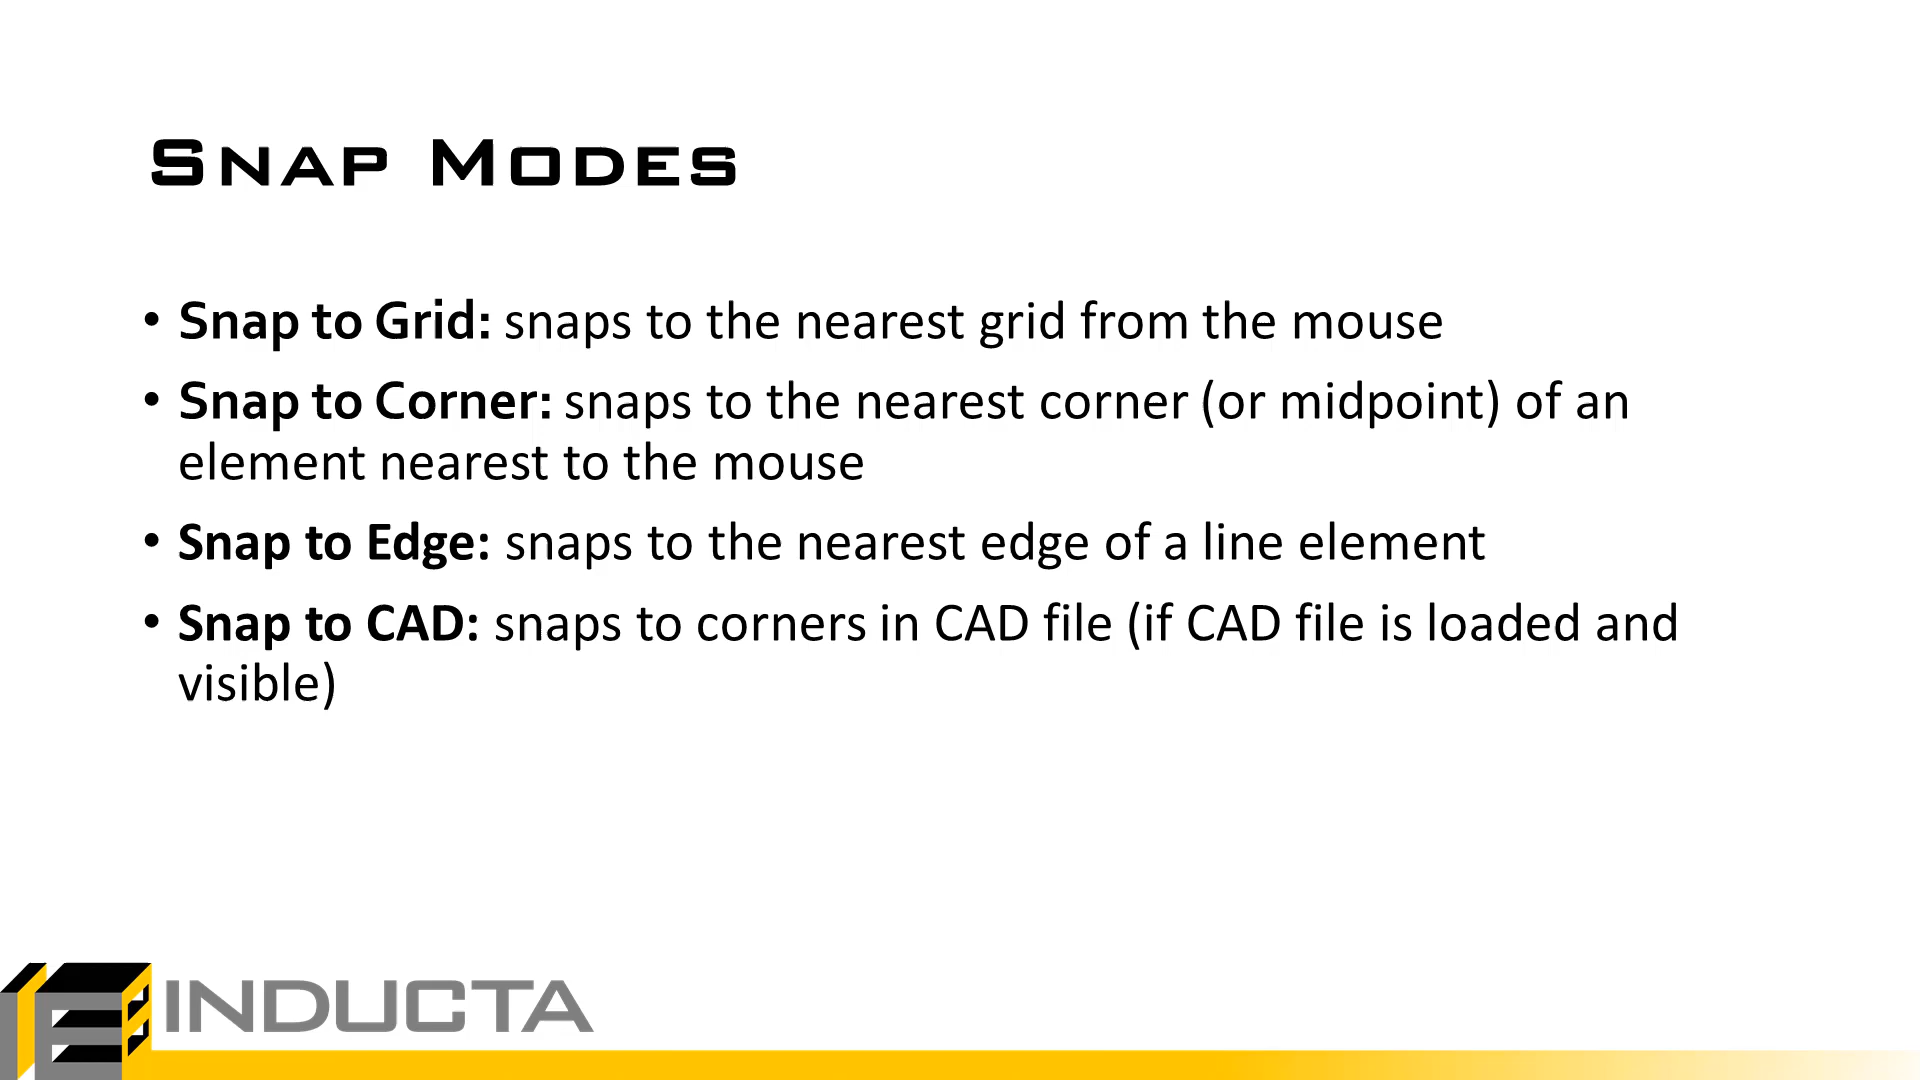 Snap Modes
• Snap to Grid: snaps to the nearest grid from the mouse
• Snap to Corner: snaps to the nearest corner (or midpoint) of an
element nearest to the mouse
• Snap to Edge: snaps to the nearest edge of a line element
• Snap to CAD: snaps to corners in CAD file (if CAD file is loaded and
visible)
INDUCTA